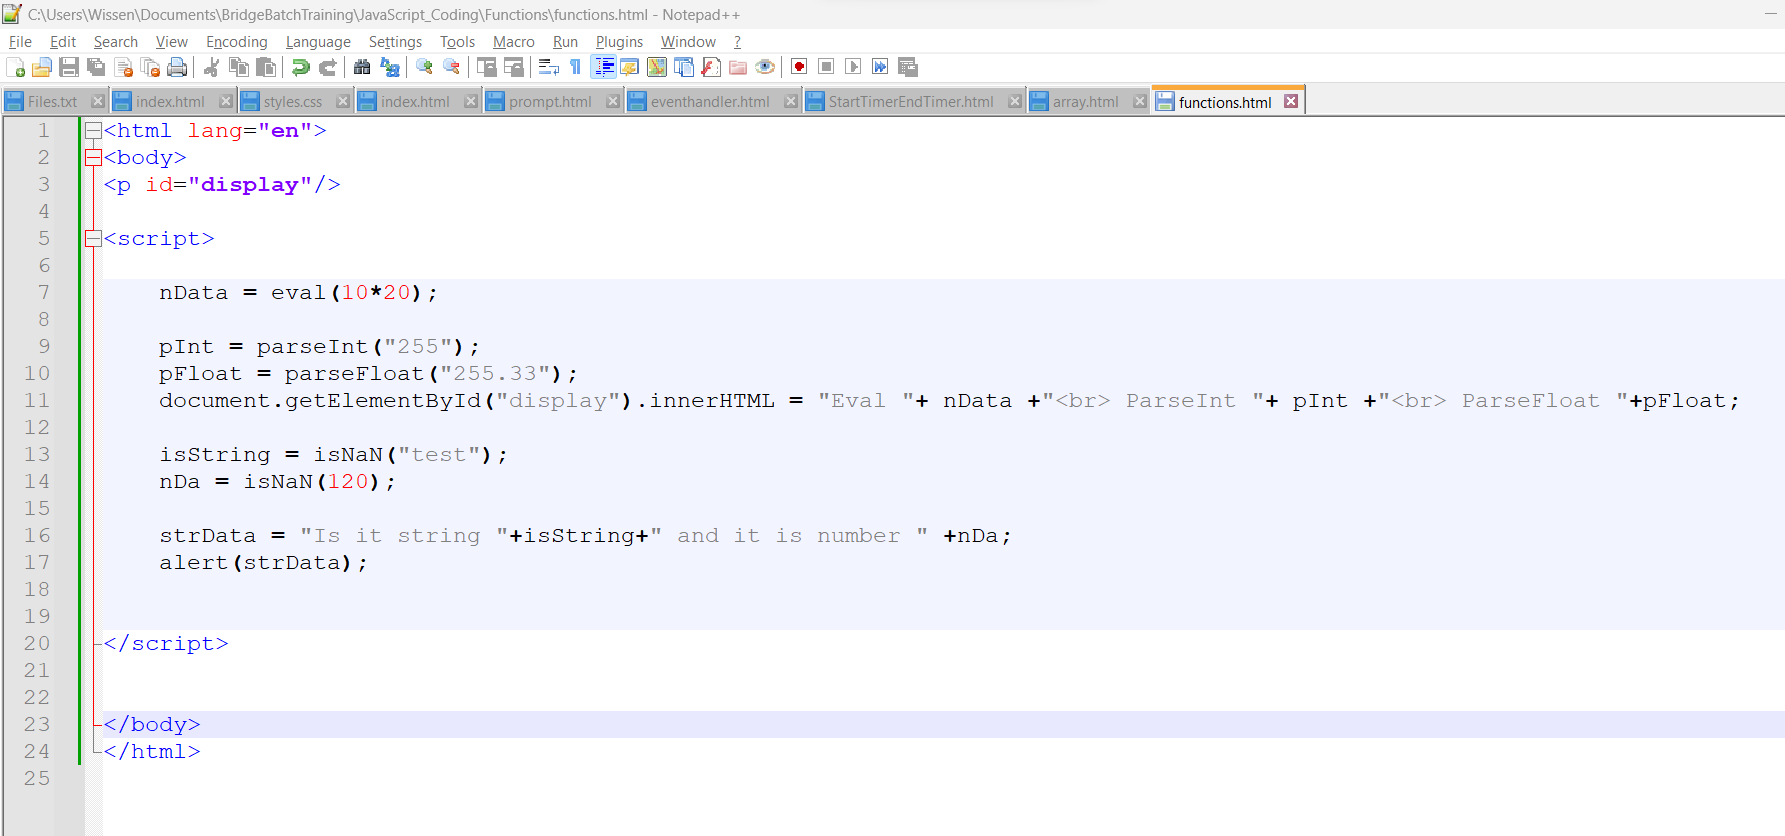 C:\Users\Wissen\Documents\BridgeBatchTraining\JavaScript_Coding\Functions\functions.html - Notepad++
File Edit Search View Encoding Language Settings Tools Macro Run Plugins Window ?
Files.txt index.html styles.css index.html prompt.html eventhandler.html StartTimerEndTimer.html array.html functions.html
1 <html lang="en">
2 <body>
3 <p id="display"/>
4
5 <script>
6
7 nData = eval(10*20);
8
9 pInt = parseInt("255");
10 pFloat = parseFloat("255.33");
11 document.getElementById("display").innerHTML = "Eval "+ nData +"<br> ParseInt "+ pInt +"<br> ParseFloat "+pFloat;
12
13 isString = isNaN("test");
14 nDa = isNaN(120);
15
16 strData = "Is it string "+isString+" and it is number " +nDa;
17 alert(strData);
18
19
20 </script>
21
22
23 </body>
24 </html>
25